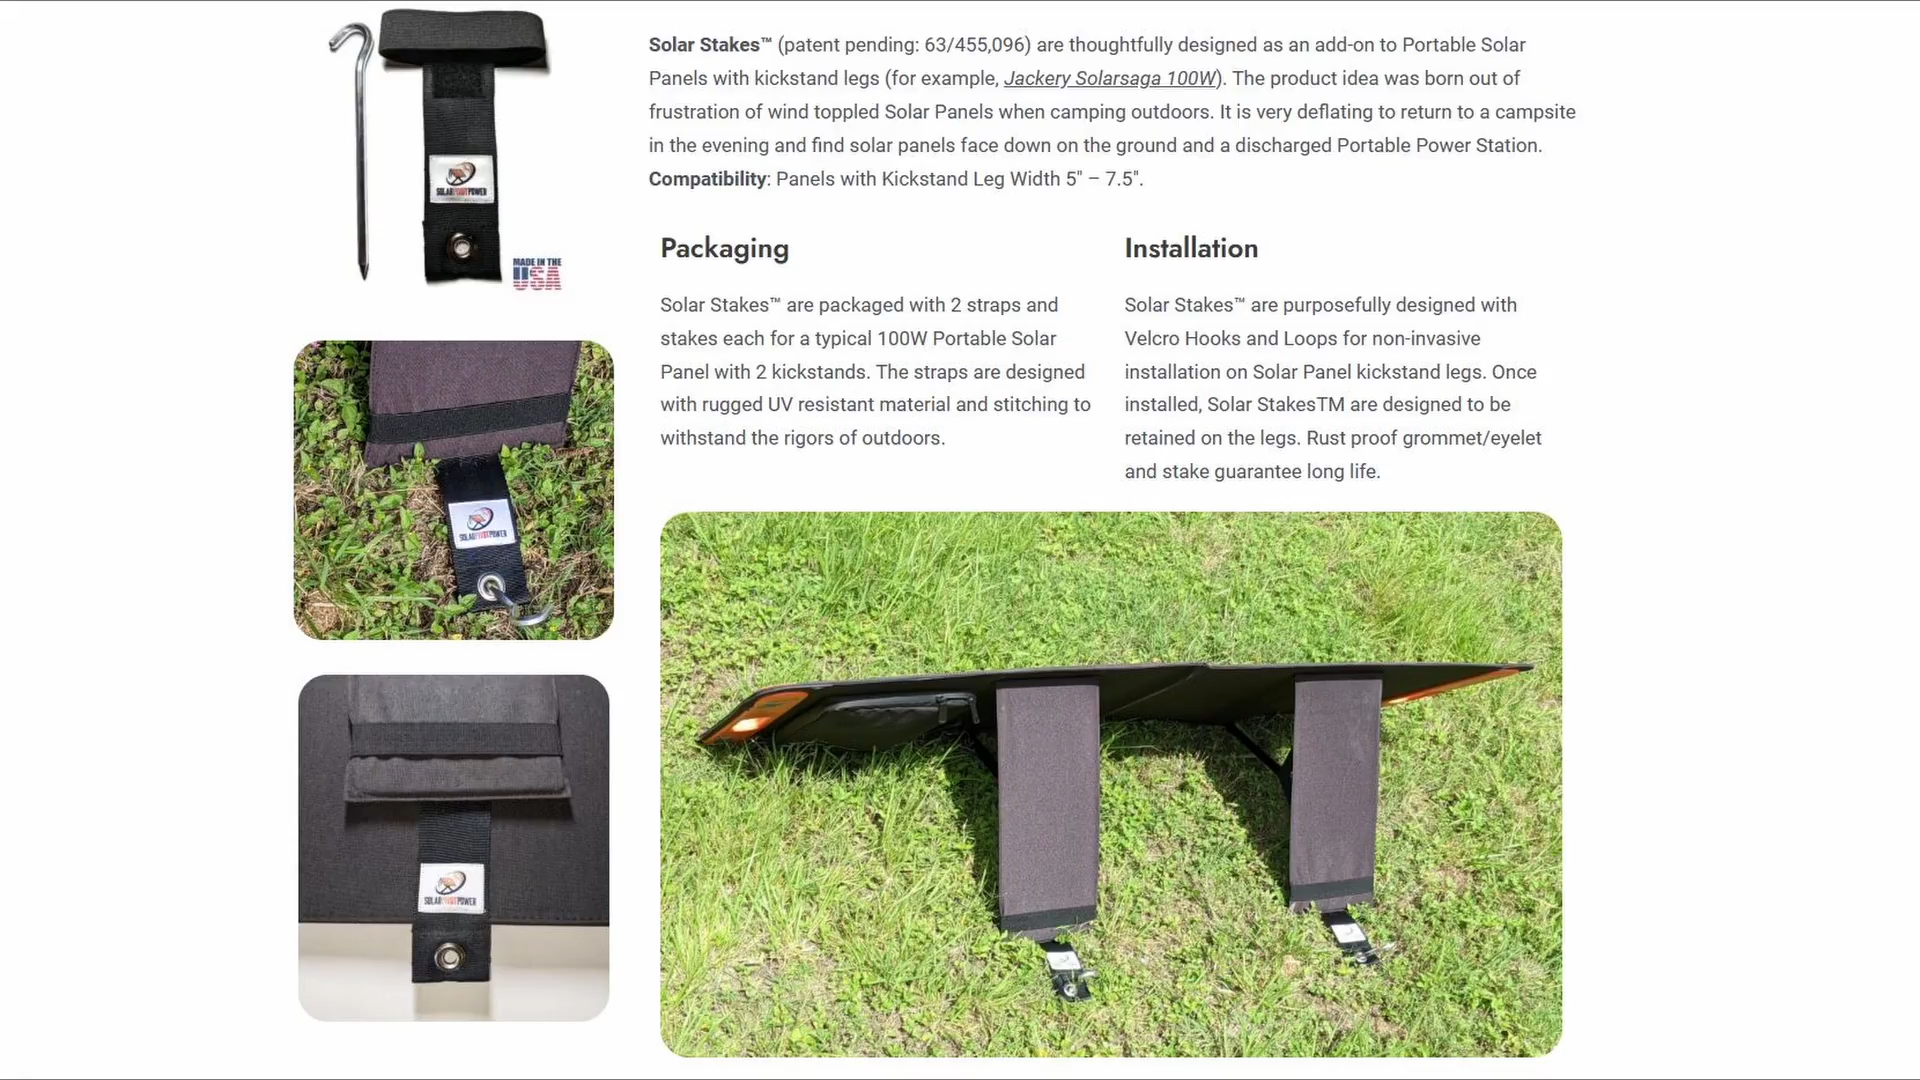 Solar Stakes™ (patent pending: 63/455,096) are thoughtfully designed as an add-on to Portable Solar
Panels with kickstand legs (for example, Jackery Solarsaga 100W). The product idea was born out of
frustration of wind toppled Solar Panels when camping outdoors. It is very deflating to return to a campsite
in the evening and find solar panels face down on the ground and a discharged Portable Power Station.
Compatibility: Panels with Kickstand Leg Width 5" – 7.5".
SOLARPIVOTPOWER
MADE IN THE
USA
Packaging
Solar Stakes™ are packaged with 2 straps and
stakes each for a typical 100W Portable Solar
Panel with 2 kickstands. The straps are designed
with rugged UV resistant material and stitching to
withstand the rigors of outdoors.
Installation
Solar Stakes™ are purposefully designed with
Velcro Hooks and Loops for non-invasive
installation on Solar Panel kickstand legs. Once
installed, Solar StakesTM are designed to be
retained on the legs. Rust proof grommet/eyelet
and stake guarantee long life.
SOLARPIVOTPOWER
SOLARPIVOTPOWER